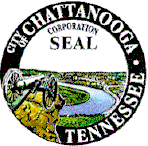 CITY OF CHATTANOOGA
CORPORATION
SEAL
TENNESSEE